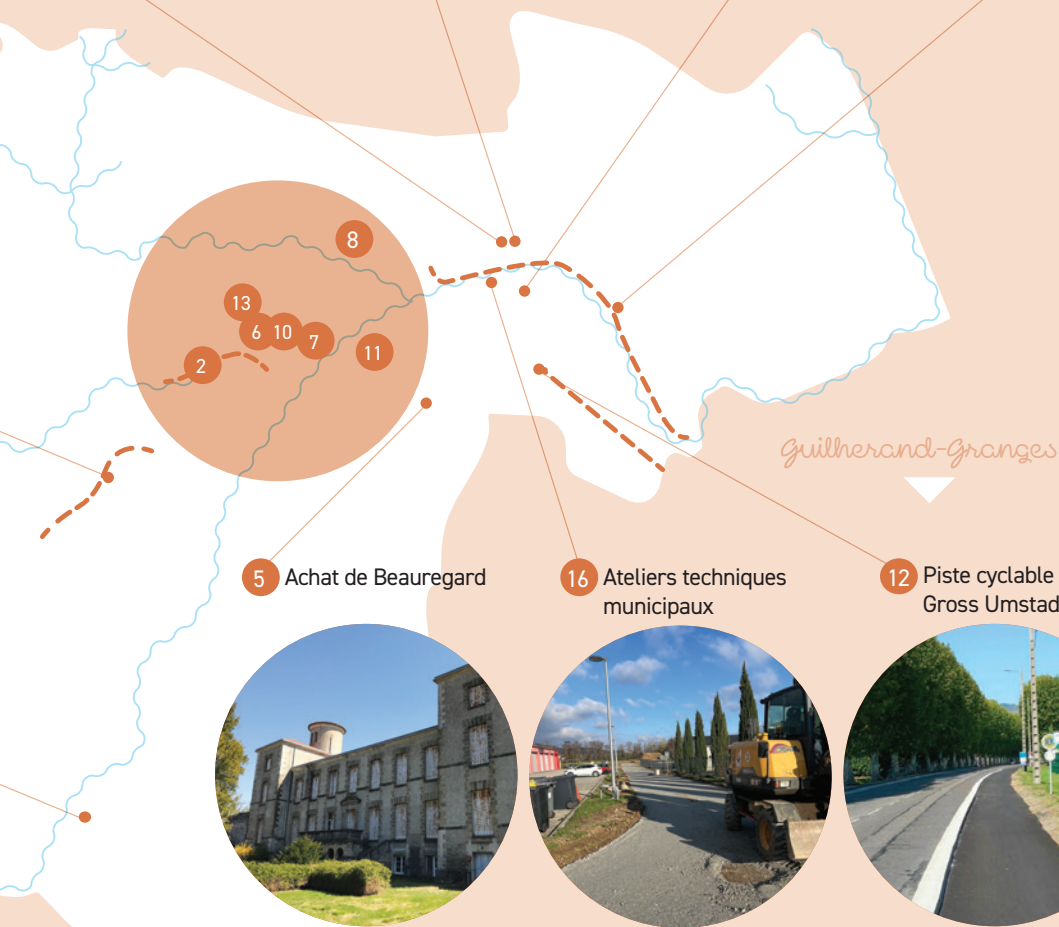 8
13
6
10
7
11
2
Guilherand-Granges
5 Achat de Beauregard
16 Ateliers techniques
municipaux
12 Piste cyclable
Gross Umstad